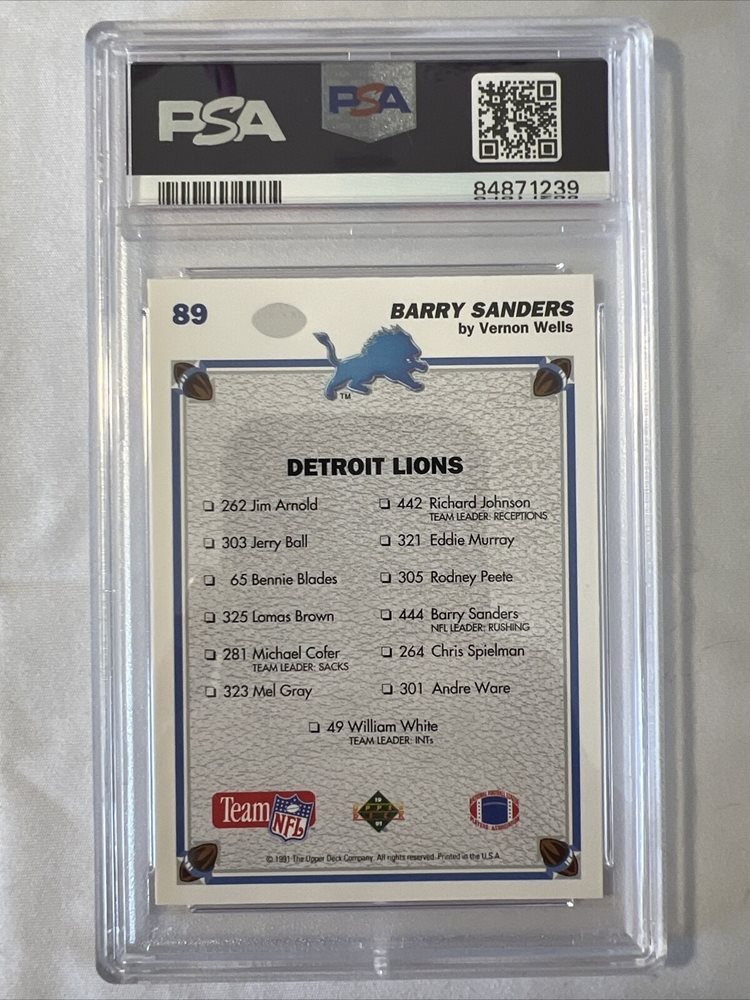 PSA
PSA
84871239
89
BARRY SANDERS
by Vernon Wells
TM
DETROIT LIONS
262 Jim Arnold
303 Jerry Ball
65 Bennie Blades
325 Lomas Brown
281 Michael Cofer
TEAM LEADER: SACKS
323 Mel Gray
442 Richard Johnson
TEAM LEADER: RECEPTIONS
321 Eddie Murray
305 Rodney Peete
444 Barry Sanders
NFL LEADER: RUSHING
264 Chris Spielman
301 Andre Ware
49 William White
TEAM LEADER: INTs
Team NFL
19
91
© 1991 The Upper Deck Company. All rights reserved. Printed in the U.S.A.